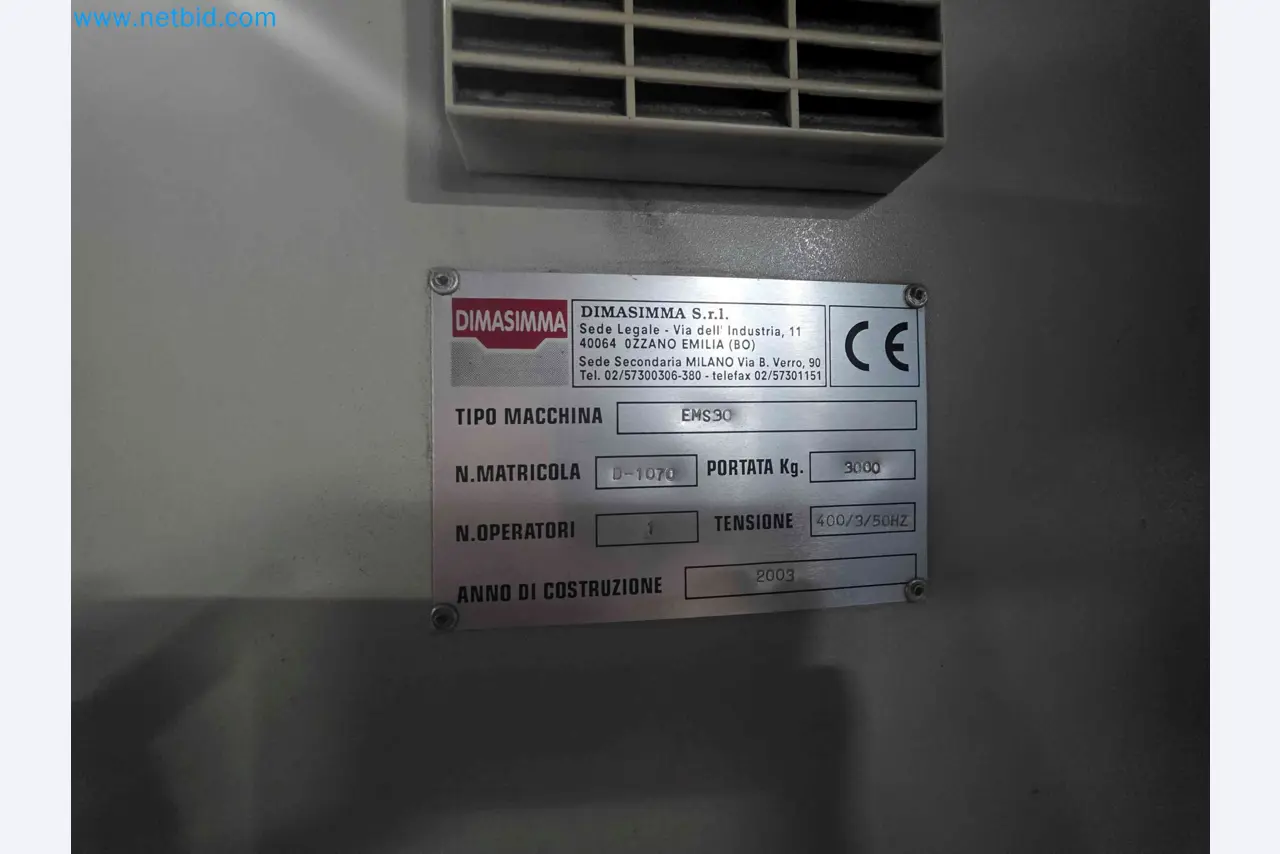 www.netbid.com
DIMASIMMA
DIMASIMMA S.r.l.
Sede Legale - Via dell' Industria, 11
40064 OZZANO EMILIA (BO)
Sede Secondaria MILANO Via B. Verro, 90
Tel. 02/57300306-380 - telefax 02/57301151
CE
TIPO MACCHINA EMS30
N.MATRICOLA D-1070 PORTATA Kg. 3000
N.OPERATORI 1 TENSIONE 400/3/50HZ
ANNO DI COSTRUZIONE 2003